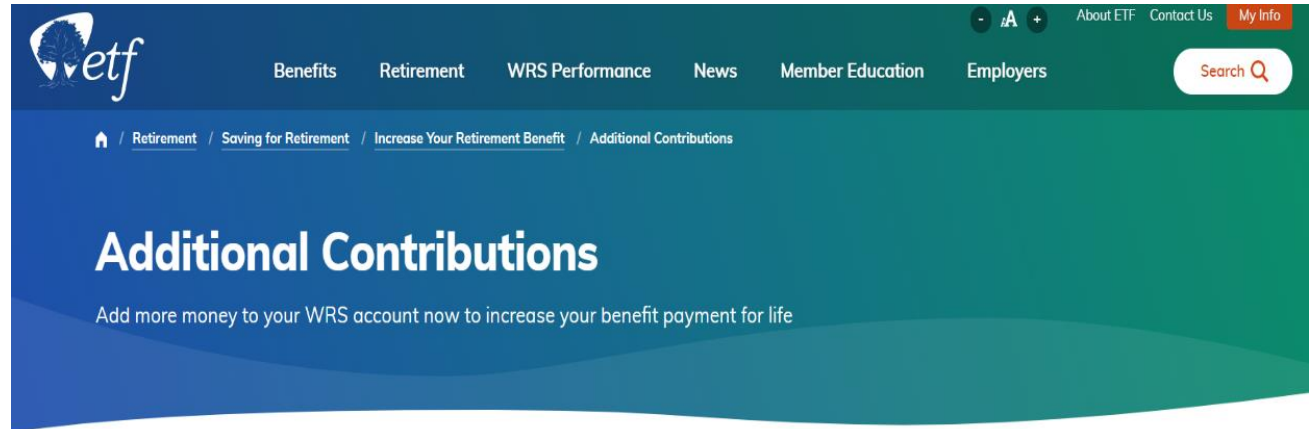 - AA + About ETF Contact Us My Info
etf Benefits Retirement WRS Performance News Member Education Employers Search
/ Retirement / Saving for Retirement / Increase Your Retirement Benefit / Additional Contributions
Additional Contributions
Add more money to your WRS account now to increase your benefit payment for life